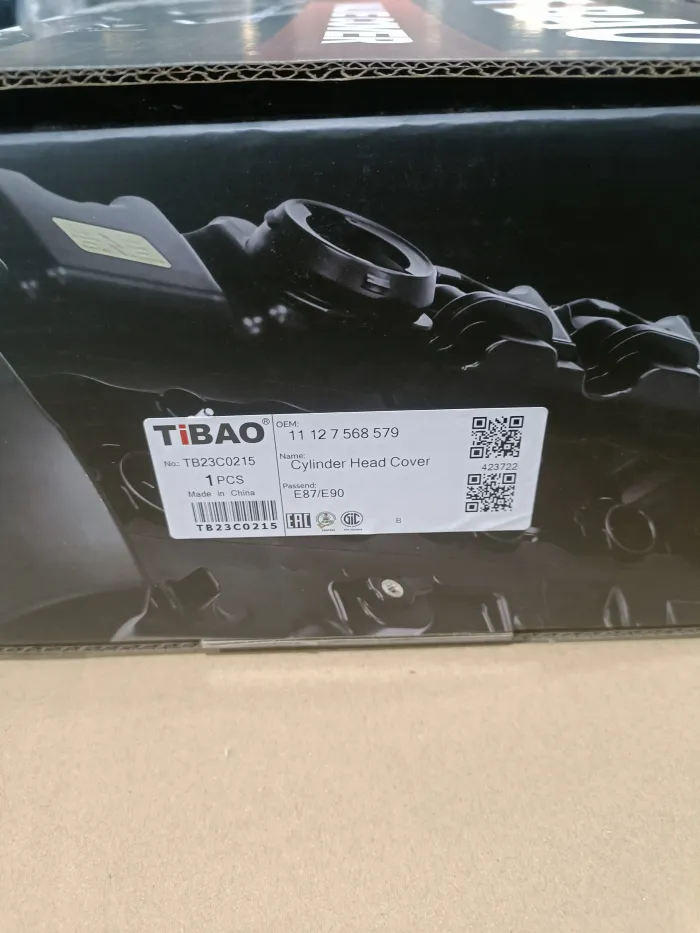 TiBAO®
No.: TB23C0215
1 PCS
Made in China
TB23C0215
OEM:
11 12 7 568 579
Name:
Cylinder Head Cover
Passend:
E87/E90
423722
EAC
GIC
B